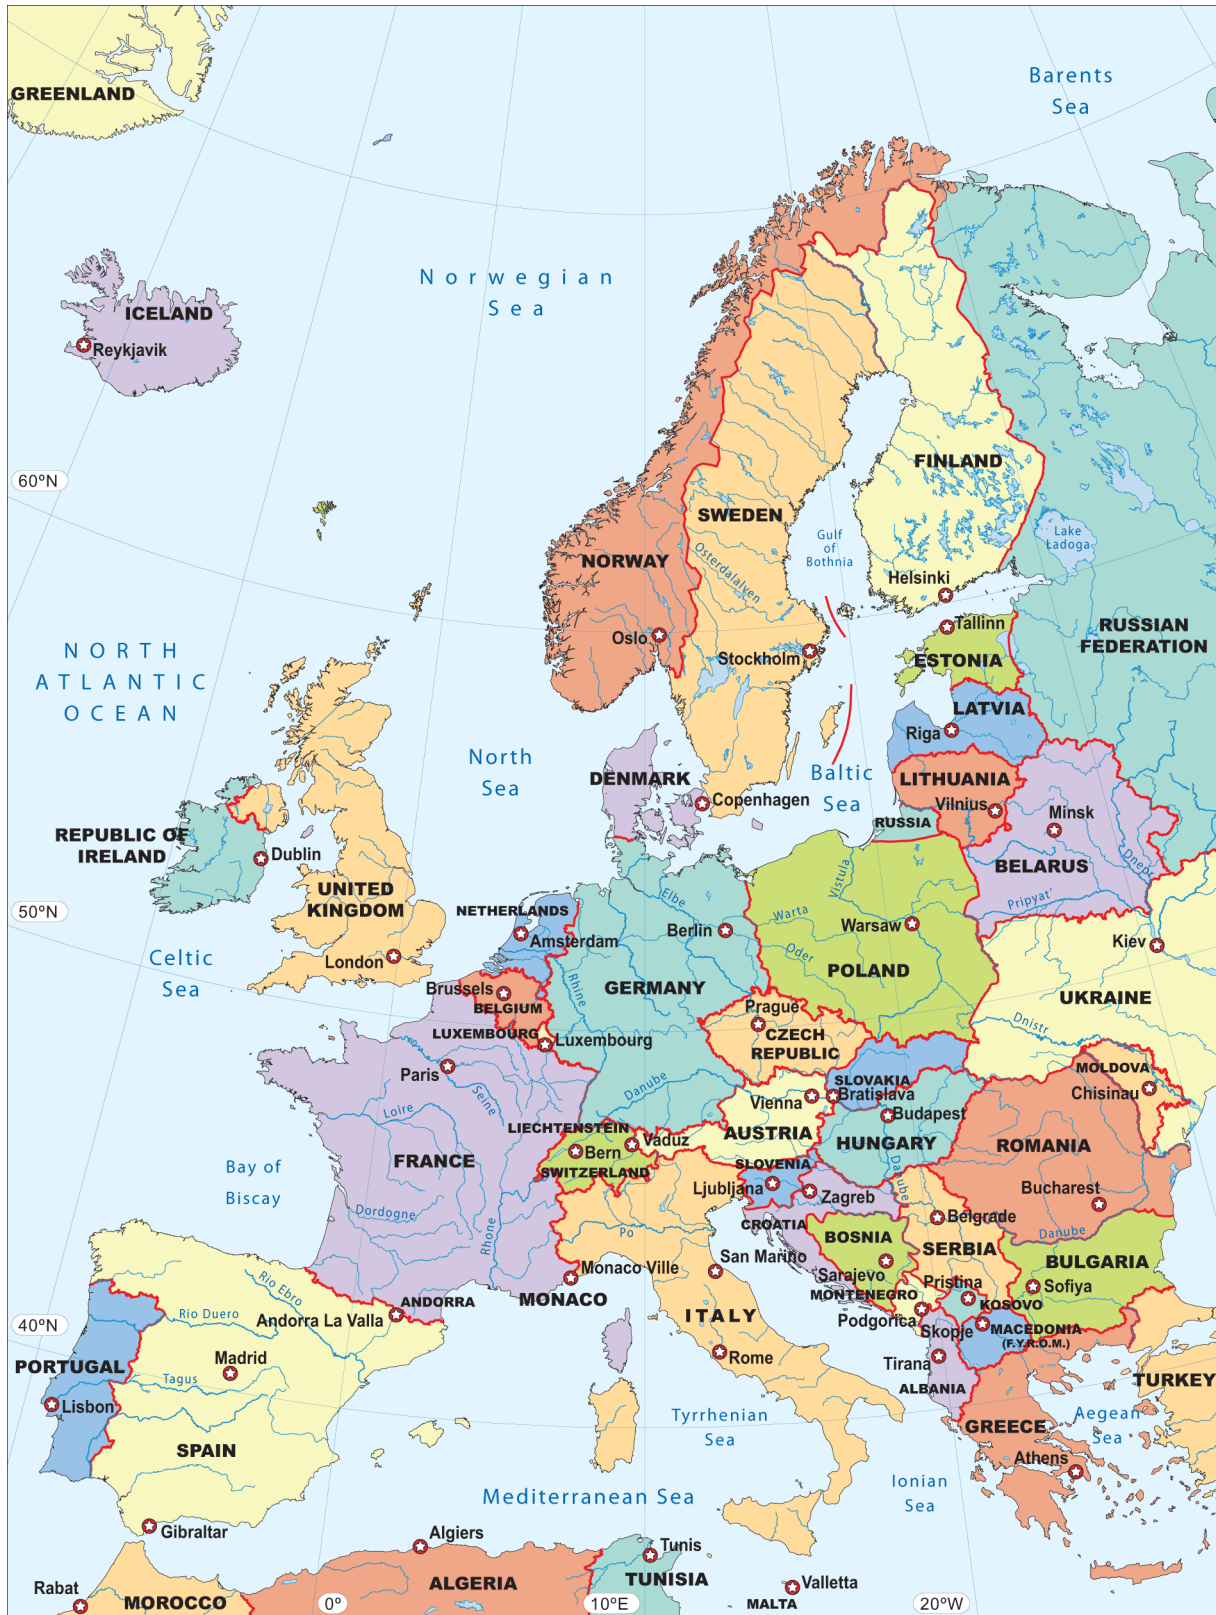 Barents
Sea
GREENLAND
Norwegian
Sea
ICELAND
Reykjavik
60°N
FINLAND
SWEDEN
Gulf
of
Bothnia
Lake
Ladoga
NORWAY
Osterdalalven
Helsinki
Oslo
Stockholm
Tallinn
ESTONIA
RUSSIAN
FEDERATION
NORTH
ATLANTIC
OCEAN
LATVIA
Riga
North
Sea
DENMARK
Copenhagen
Baltic
Sea
LITHUANIA
Vilnius
RUSSIA
Minsk
BELARUS
Dnepr
Pripyat'
REPUBLIC OF
IRELAND
Dublin
UNITED
KINGDOM
London
50°N
Celtic
Sea
NETHERLANDS
Amsterdam
Elbe
Berlin
Warta
Oder
Vistula
Warsaw
POLAND
Kiev
UKRAINE
Dnistr
Brussels
BELGIUM
Rhine
GERMANY
LUXEMBOURG
Luxembourg
Prague
CZECH
REPUBLIC
Paris
Seine
Loire
Danube
Vienna
SLOVAKIA
Bratislava
Budapest
MOLDOVA
Chisinau
LIECHTENSTEIN
Vaduz
Bern
SWITZERLAND
AUSTRIA
HUNGARY
ROMANIA
FRANCE
Bay of
Biscay
Dordogne
Rhone
SLOVENIA
Ljubljana
Zagreb
Danube
Bucharest
Belgrade
CROATIA
Po
BOSNIA
SERBIA
Danube
BULGARIA
San Marino
Sarajevo
Pristina
Sofiya
Monaco Ville
MONACO
MONTENEGRO
KOSOVO
Podgorica
Skopje
MACEDONIA
(F.Y.R.O.M.)
Rio Ebro
Rio Duero
ANDORRA
Andorra La Valla
40°N
ITALY
Rome
Tirana
ALBANIA
TURKEY
PORTUGAL
Madrid
Tagus
Lisbon
SPAIN
Tyrrhenian
Sea
GREECE
Aegean
Sea
Athens
Ionian
Sea
Mediterranean Sea
Gibraltar
Algiers
Tunis
Rabat
MOROCCO
ALGERIA
TUNISIA
Valletta
MALTA
0°
10°E
20°W